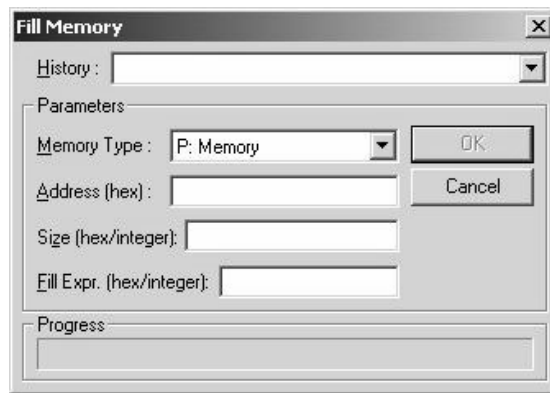 Fill Memory
History :
Parameters
Memory Type : P: Memory OK
Address (hex) : Cancel
Size (hex/integer):
Fill Expr. (hex/integer):
Progress